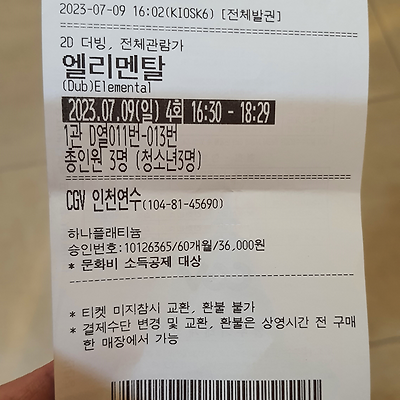 2023-07-09 16:02(KIOSK6) [전체발권]
2D 더빙, 전체관람가
엘리멘탈
(Dub)Elemental
2023.07.09(일) 4회 16:30 - 18:29
1관 D열011번-013번
총인원 3명 (청소년3명)
CGV 인천연수(104-81-45690)
하나플래티늄
승인번호:10126365/60개월/36,000원
* 문화비 소득공제 대상
* 티켓 미지참시 교환, 환불 불가
* 결제수단 변경 및 교환, 환불은 상영시간 전 구매
한 매장에서 가능